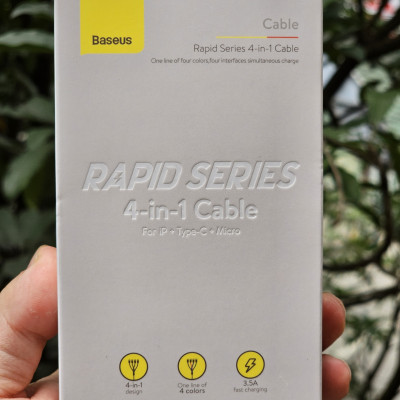 Baseus
Cable
Rapid Series 4-in-1 Cable
One line of four colors,four interfaces simultaneous charge
RAPID SERIES
4-in-1 Cable
For iP + Type-C + Micro
4-in-1
design
One line of
4 colors
3.5A
fast charging